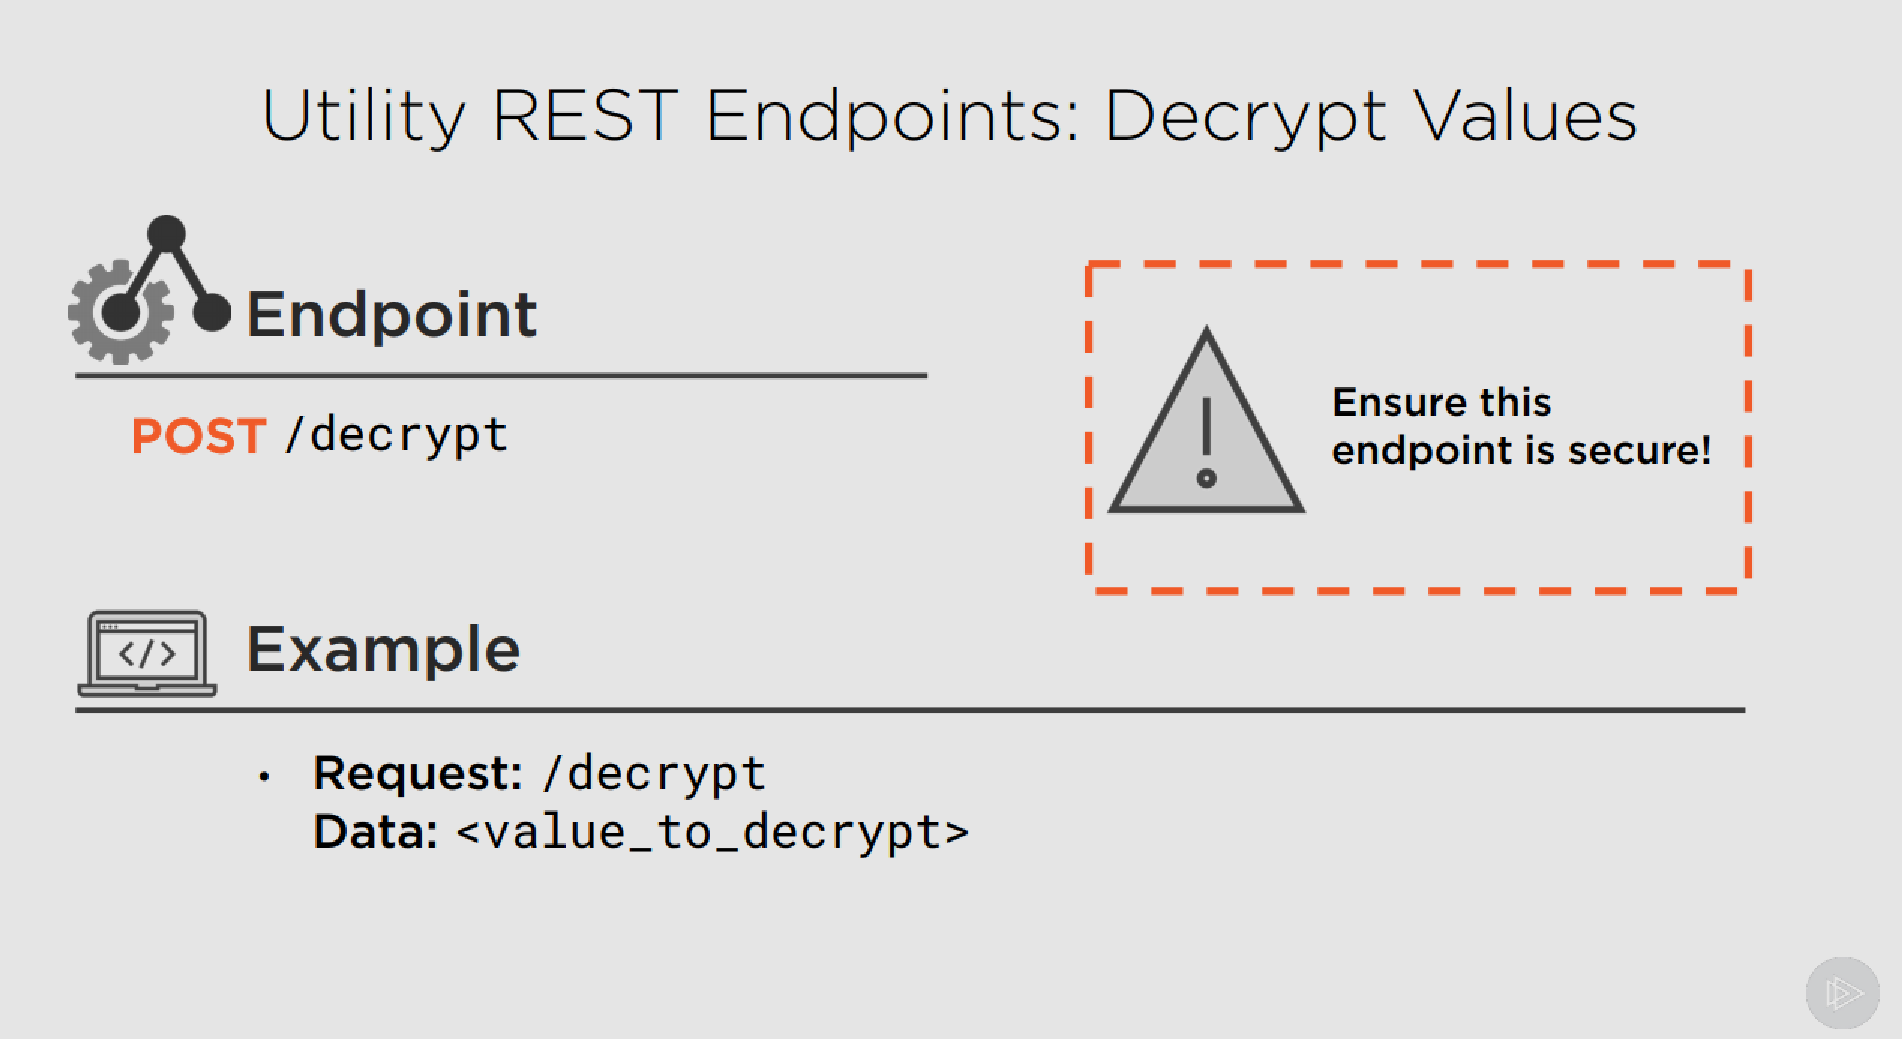 Utility REST Endpoints: Decrypt Values
Endpoint
POST /decrypt
Ensure this
endpoint is secure!
</>
Example
• Request: /decrypt
Data: <value_to_decrypt>